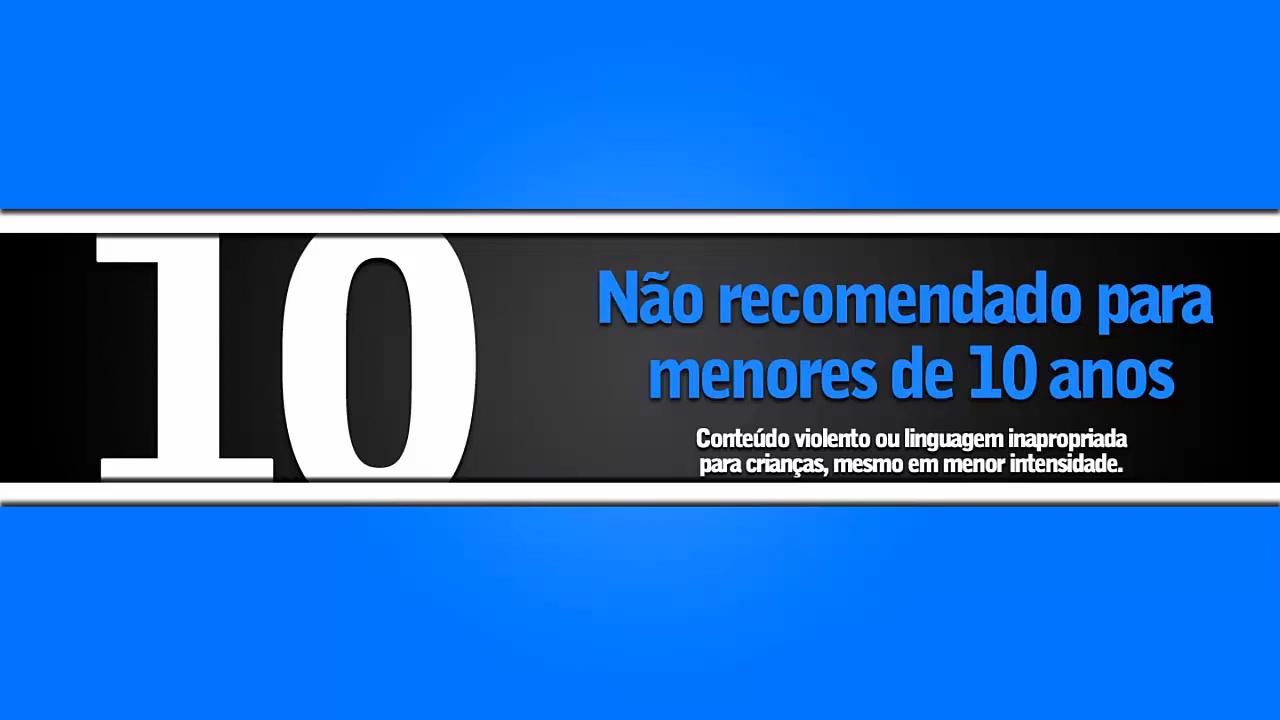 10
Não recomendado para
menores de 10 anos
Conteúdo violento ou linguagem inapropriada
para crianças, mesmo em menor intensidade.